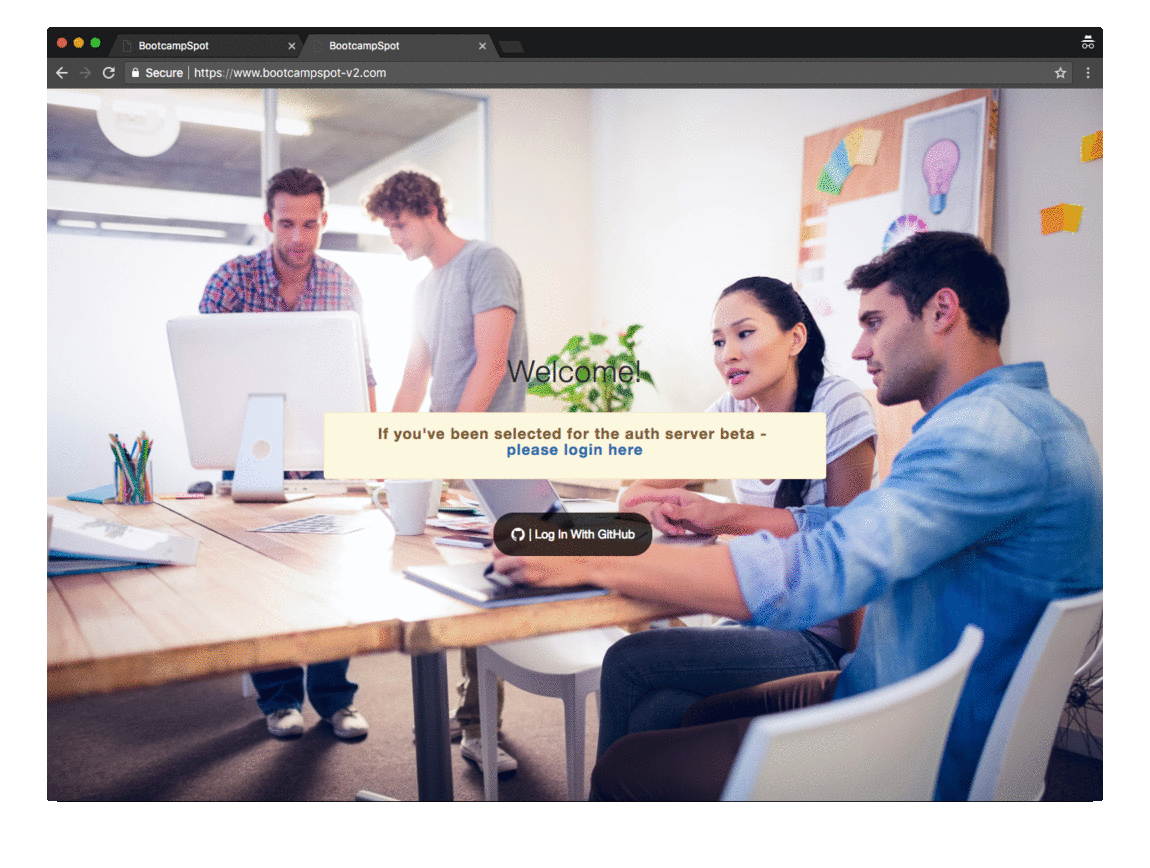 BootcampSpot
BootcampSpot
Secure | https://www.bootcampspot-v2.com
Welcome!
If you've been selected for the auth server beta -
please login here
| Log In With GitHub